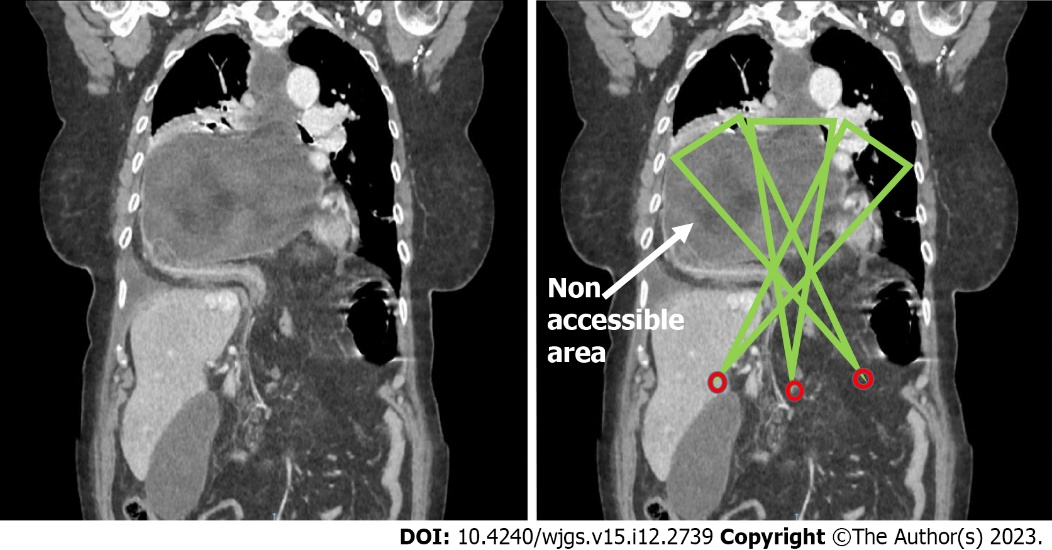 Non
accessible
area
DOI: 10.4240/wjgs.v15.i12.2739 Copyright ©The Author(s) 2023.